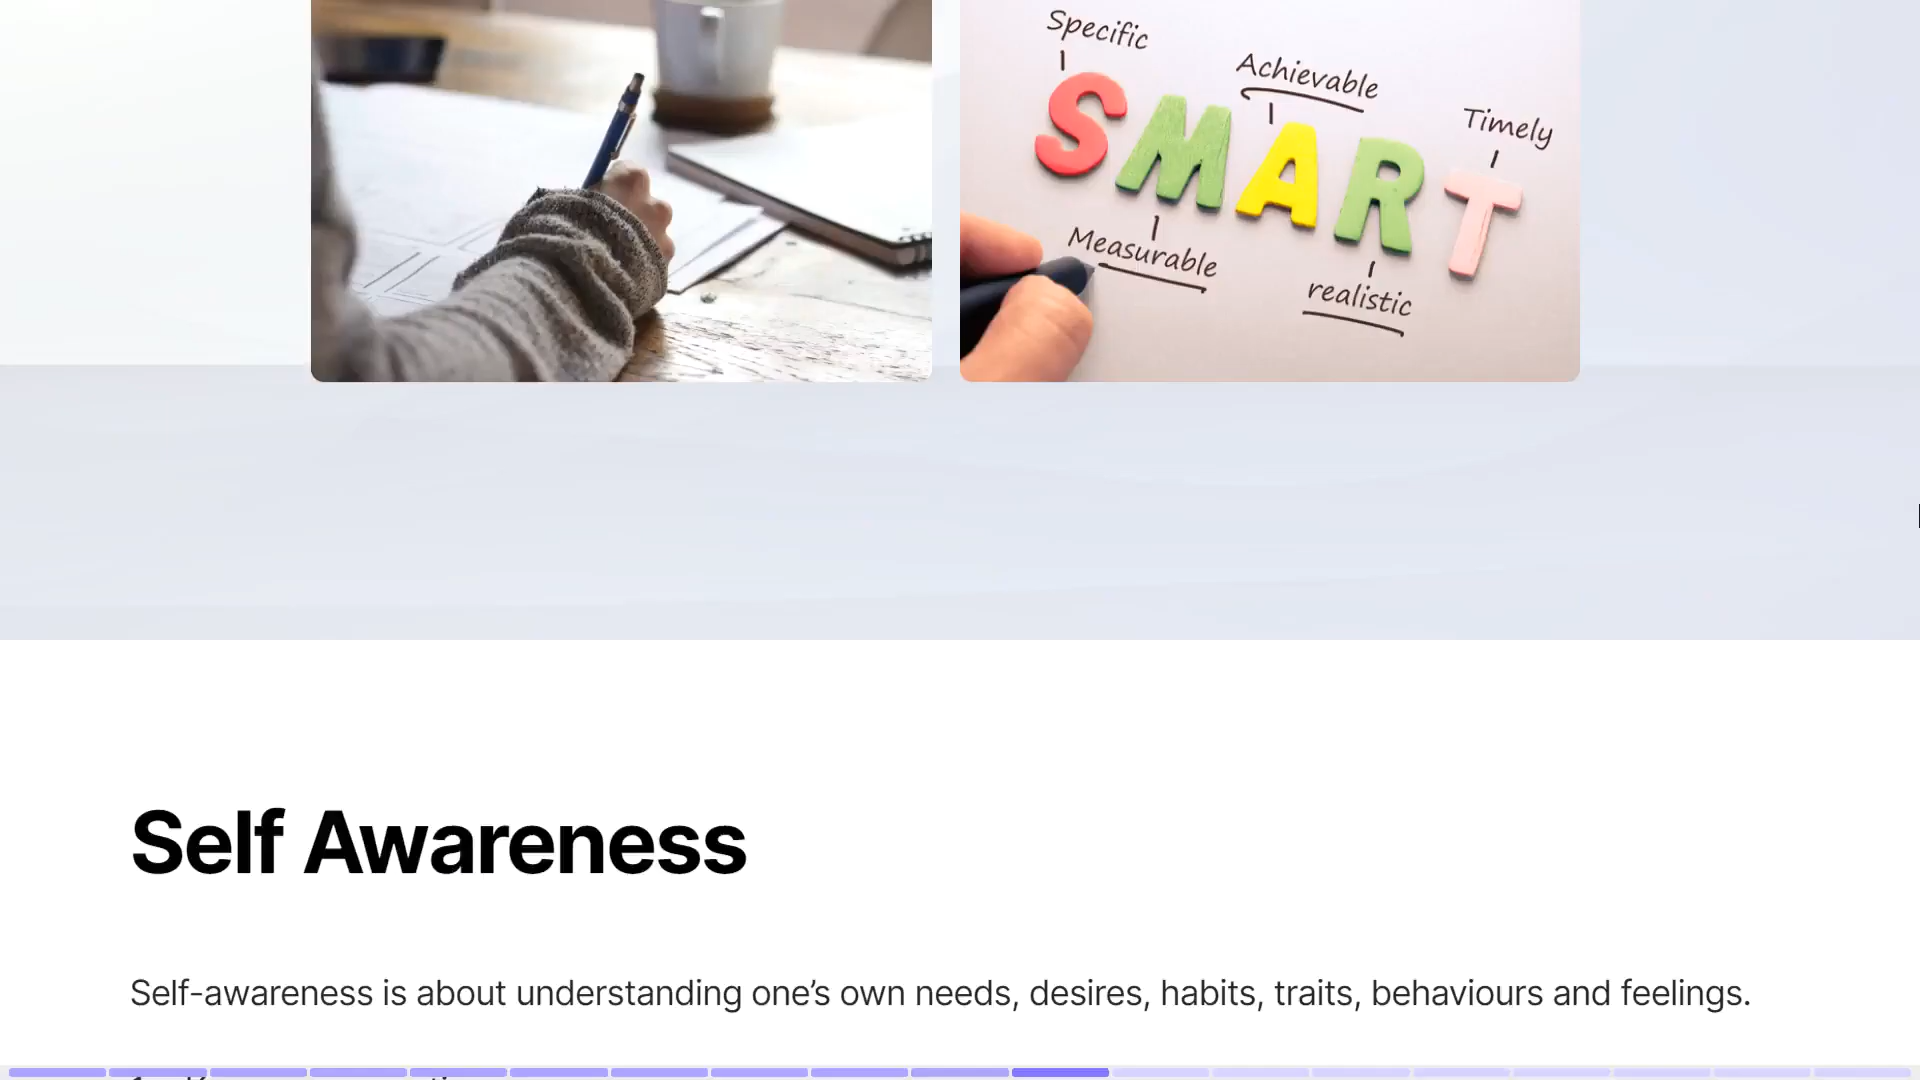 Specific
Achievable
Timely
SMART
Measurable
realistic
Self Awareness
Self-awareness is about understanding one’s own needs, desires, habits, traits, behaviours and feelings.